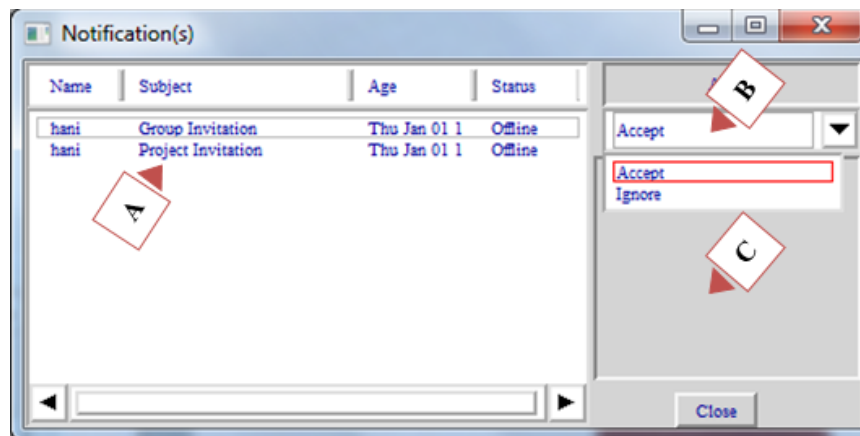 Notification(s)
Name Subject Age Status
hani Group Invitation Thu Jan 01 1 Offline
hani Project Invitation Thu Jan 01 1 Offline
A
B
Accept
Accept
Ignore
C
Close